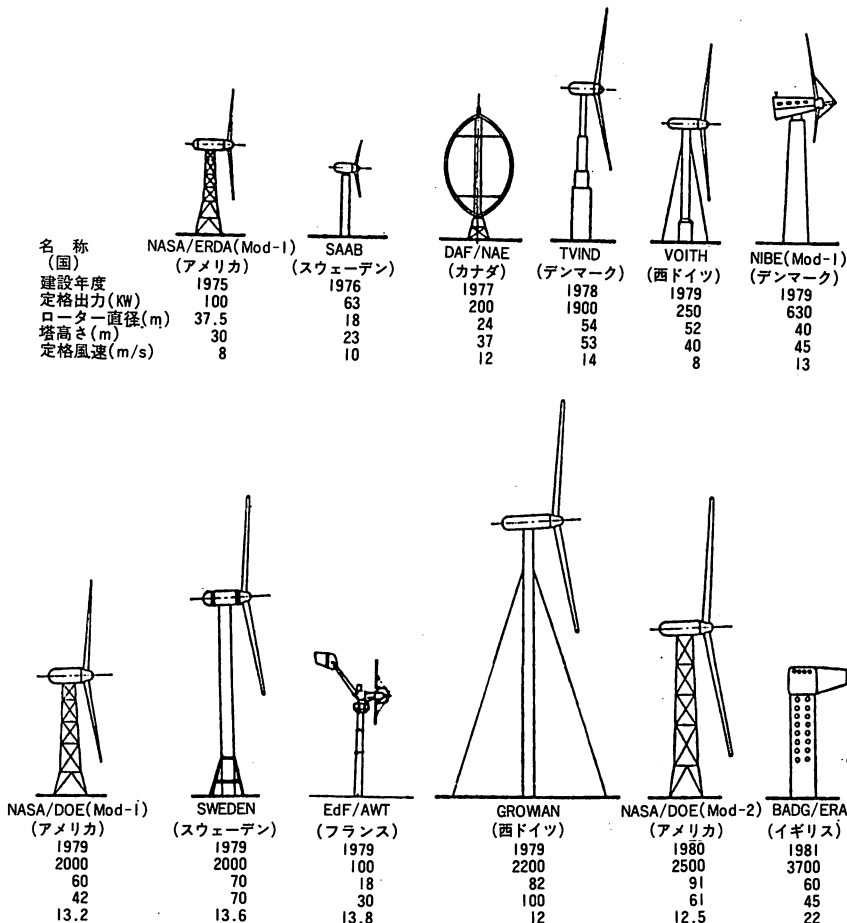 名 称 NASA/ERDA(Mod-1) SAAB DAF/NAE TVIND VOITH NIBE(Mod-1)
(国) (アメリカ) (スウェーデン) (カナダ) (デンマーク) (西ドイツ) (デンマーク)
建設年度 1975 1976 1977 1978 1979 1979
定格出力(KW) 100 63 200 1900 250 630
ローター直径(m) 37.5 18 24 54 52 40
塔高さ(m) 30 23 37 53 40 45
定格風速(m/s) 8 10 12 14 8 13
NASA/DOE(Mod-1) SWEDEN EdF/AWT GROWIAN NASA/DOE(Mod-2) BADG/ERA
(アメリカ) (スウェーデン) (フランス) (西ドイツ) (アメリカ) (イギリス)
1979 1979 1979 1979 1980 1981
2000 2000 100 2200 2500 3700
60 70 18 82 91 60
42 70 30 100 61 45
13.2 13.6 13.8 12 12.5 22